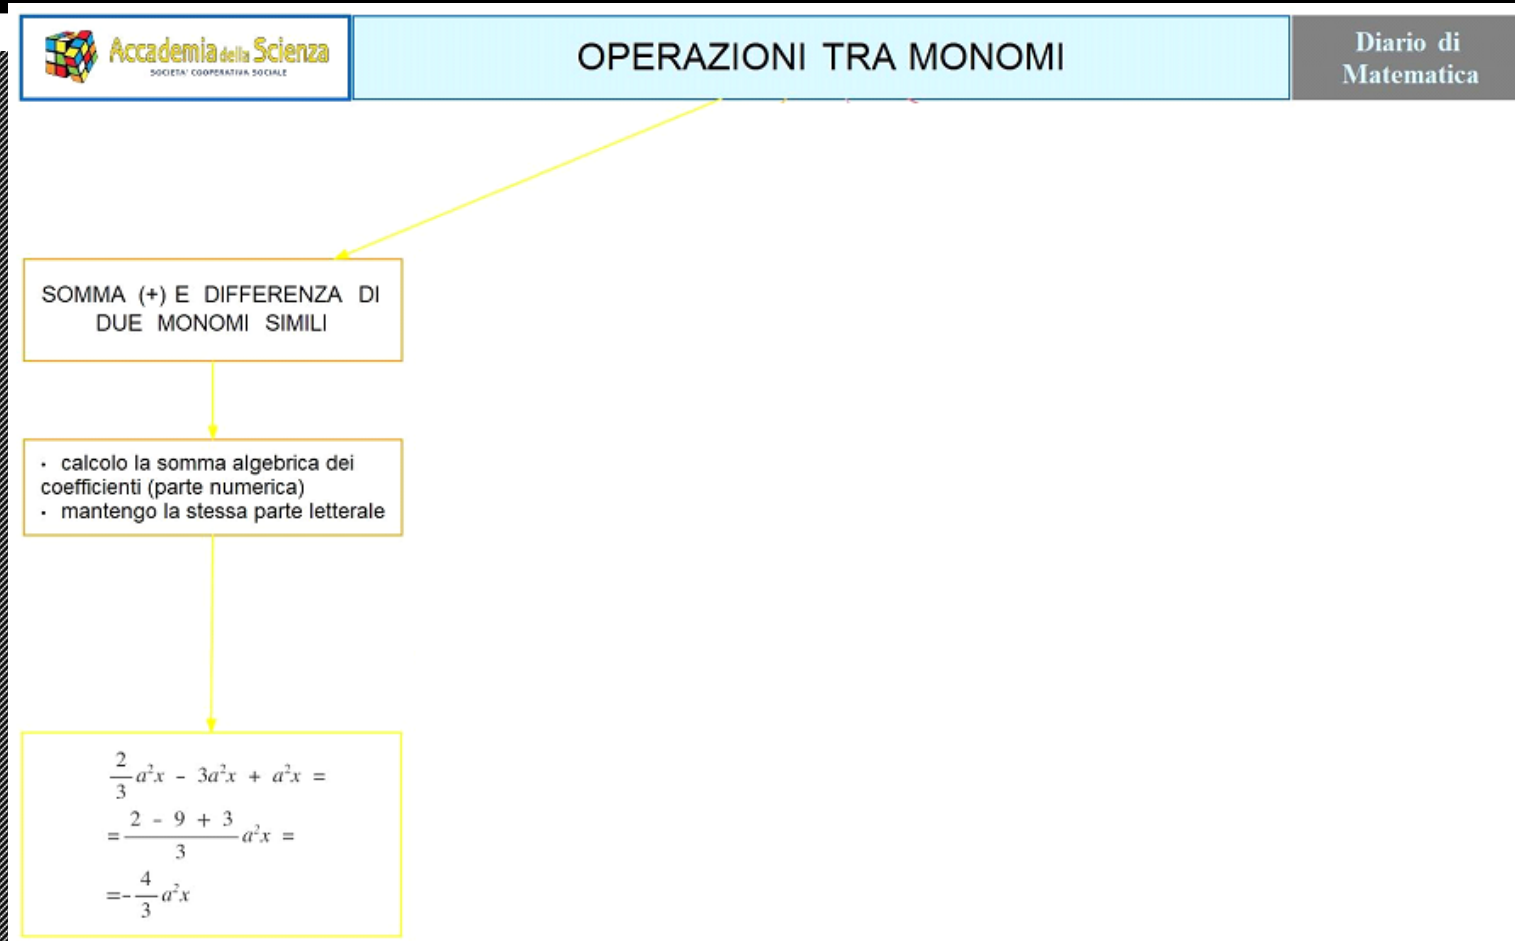 Accademia della Scienza
SOCIETA' COOPERATIVA SOCIALE
OPERAZIONI TRA MONOMI
Diario di
Matematica
SOMMA (+) E DIFFERENZA DI
DUE MONOMI SIMILI
· calcolo la somma algebrica dei
coefficienti (parte numerica)
· mantengo la stessa parte letterale
2/3 a²x - 3a²x + a²x =
= (2 - 9 + 3)/3 a²x =
=- 4/3 a²x